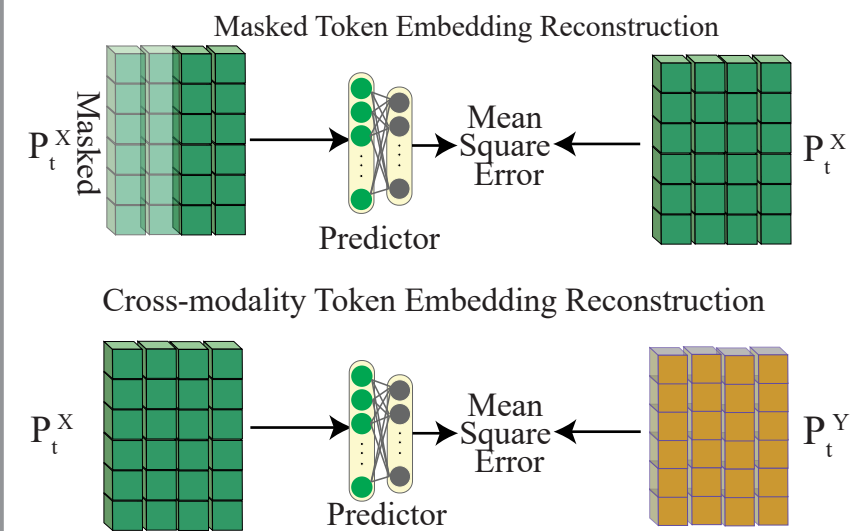 Masked Token Embedding Reconstruction
P_t^X
Masked
Predictor
Mean
Square
Error
P_t^X
Cross-modality Token Embedding Reconstruction
P_t^X
Predictor
Mean
Square
Error
P_t^Y